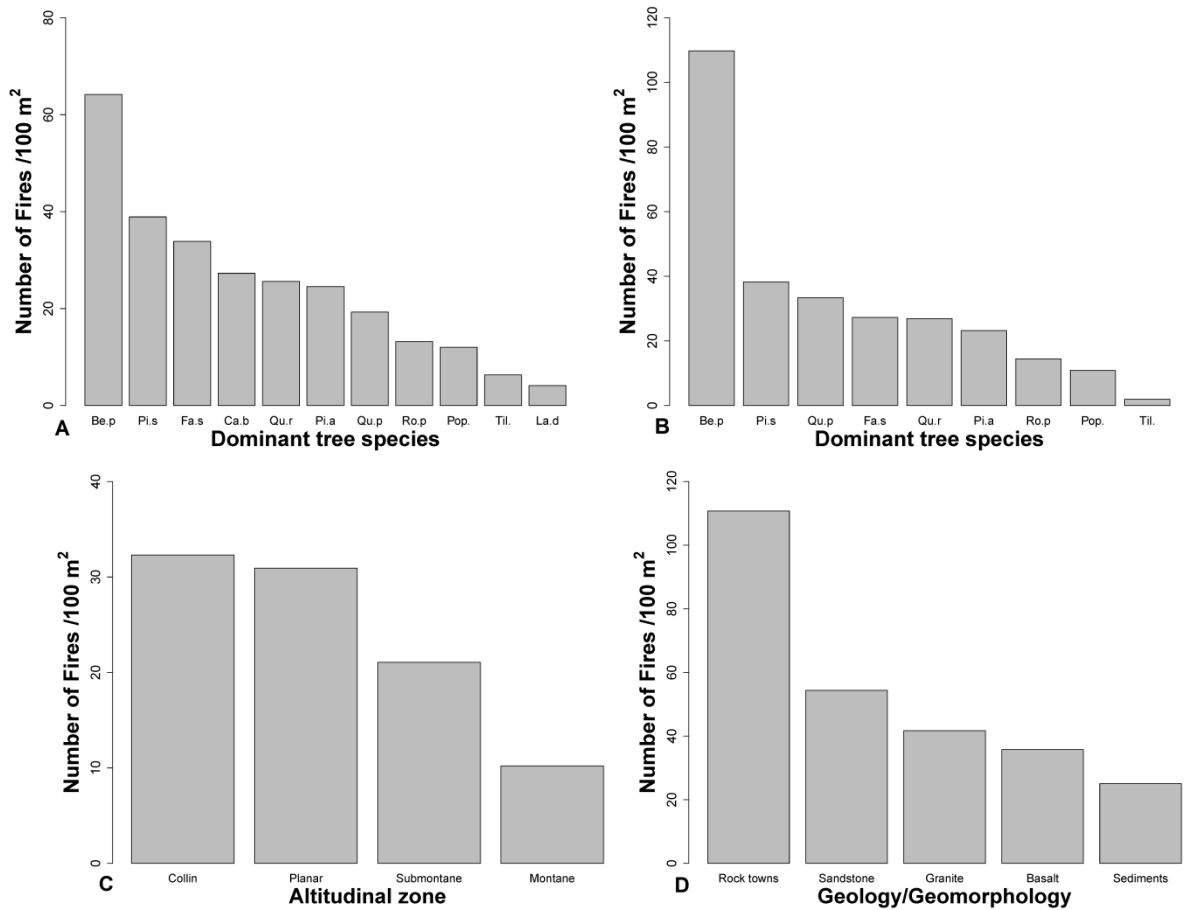 Number of Fires /100 m²
80
60
40
20
0
Be.p Pi.s Fa.s Ca.b Qu.r Pi.a Qu.p Ro.p Pop. Til. La.d
A
Dominant tree species
Number of Fires /100 m²
120
100
80
60
40
20
0
Be.p Pi.s Qu.p Fa.s Qu.r Pi.a Ro.p Pop. Til.
B
Dominant tree species
Number of Fires /100 m²
40
30
20
10
0
Collin Planar Submontane Montane
C
Altitudinal zone
Number of Fires /100 m²
120
100
80
60
40
20
0
Rock towns Sandstone Granite Basalt Sediments
D
Geology/Geomorphology